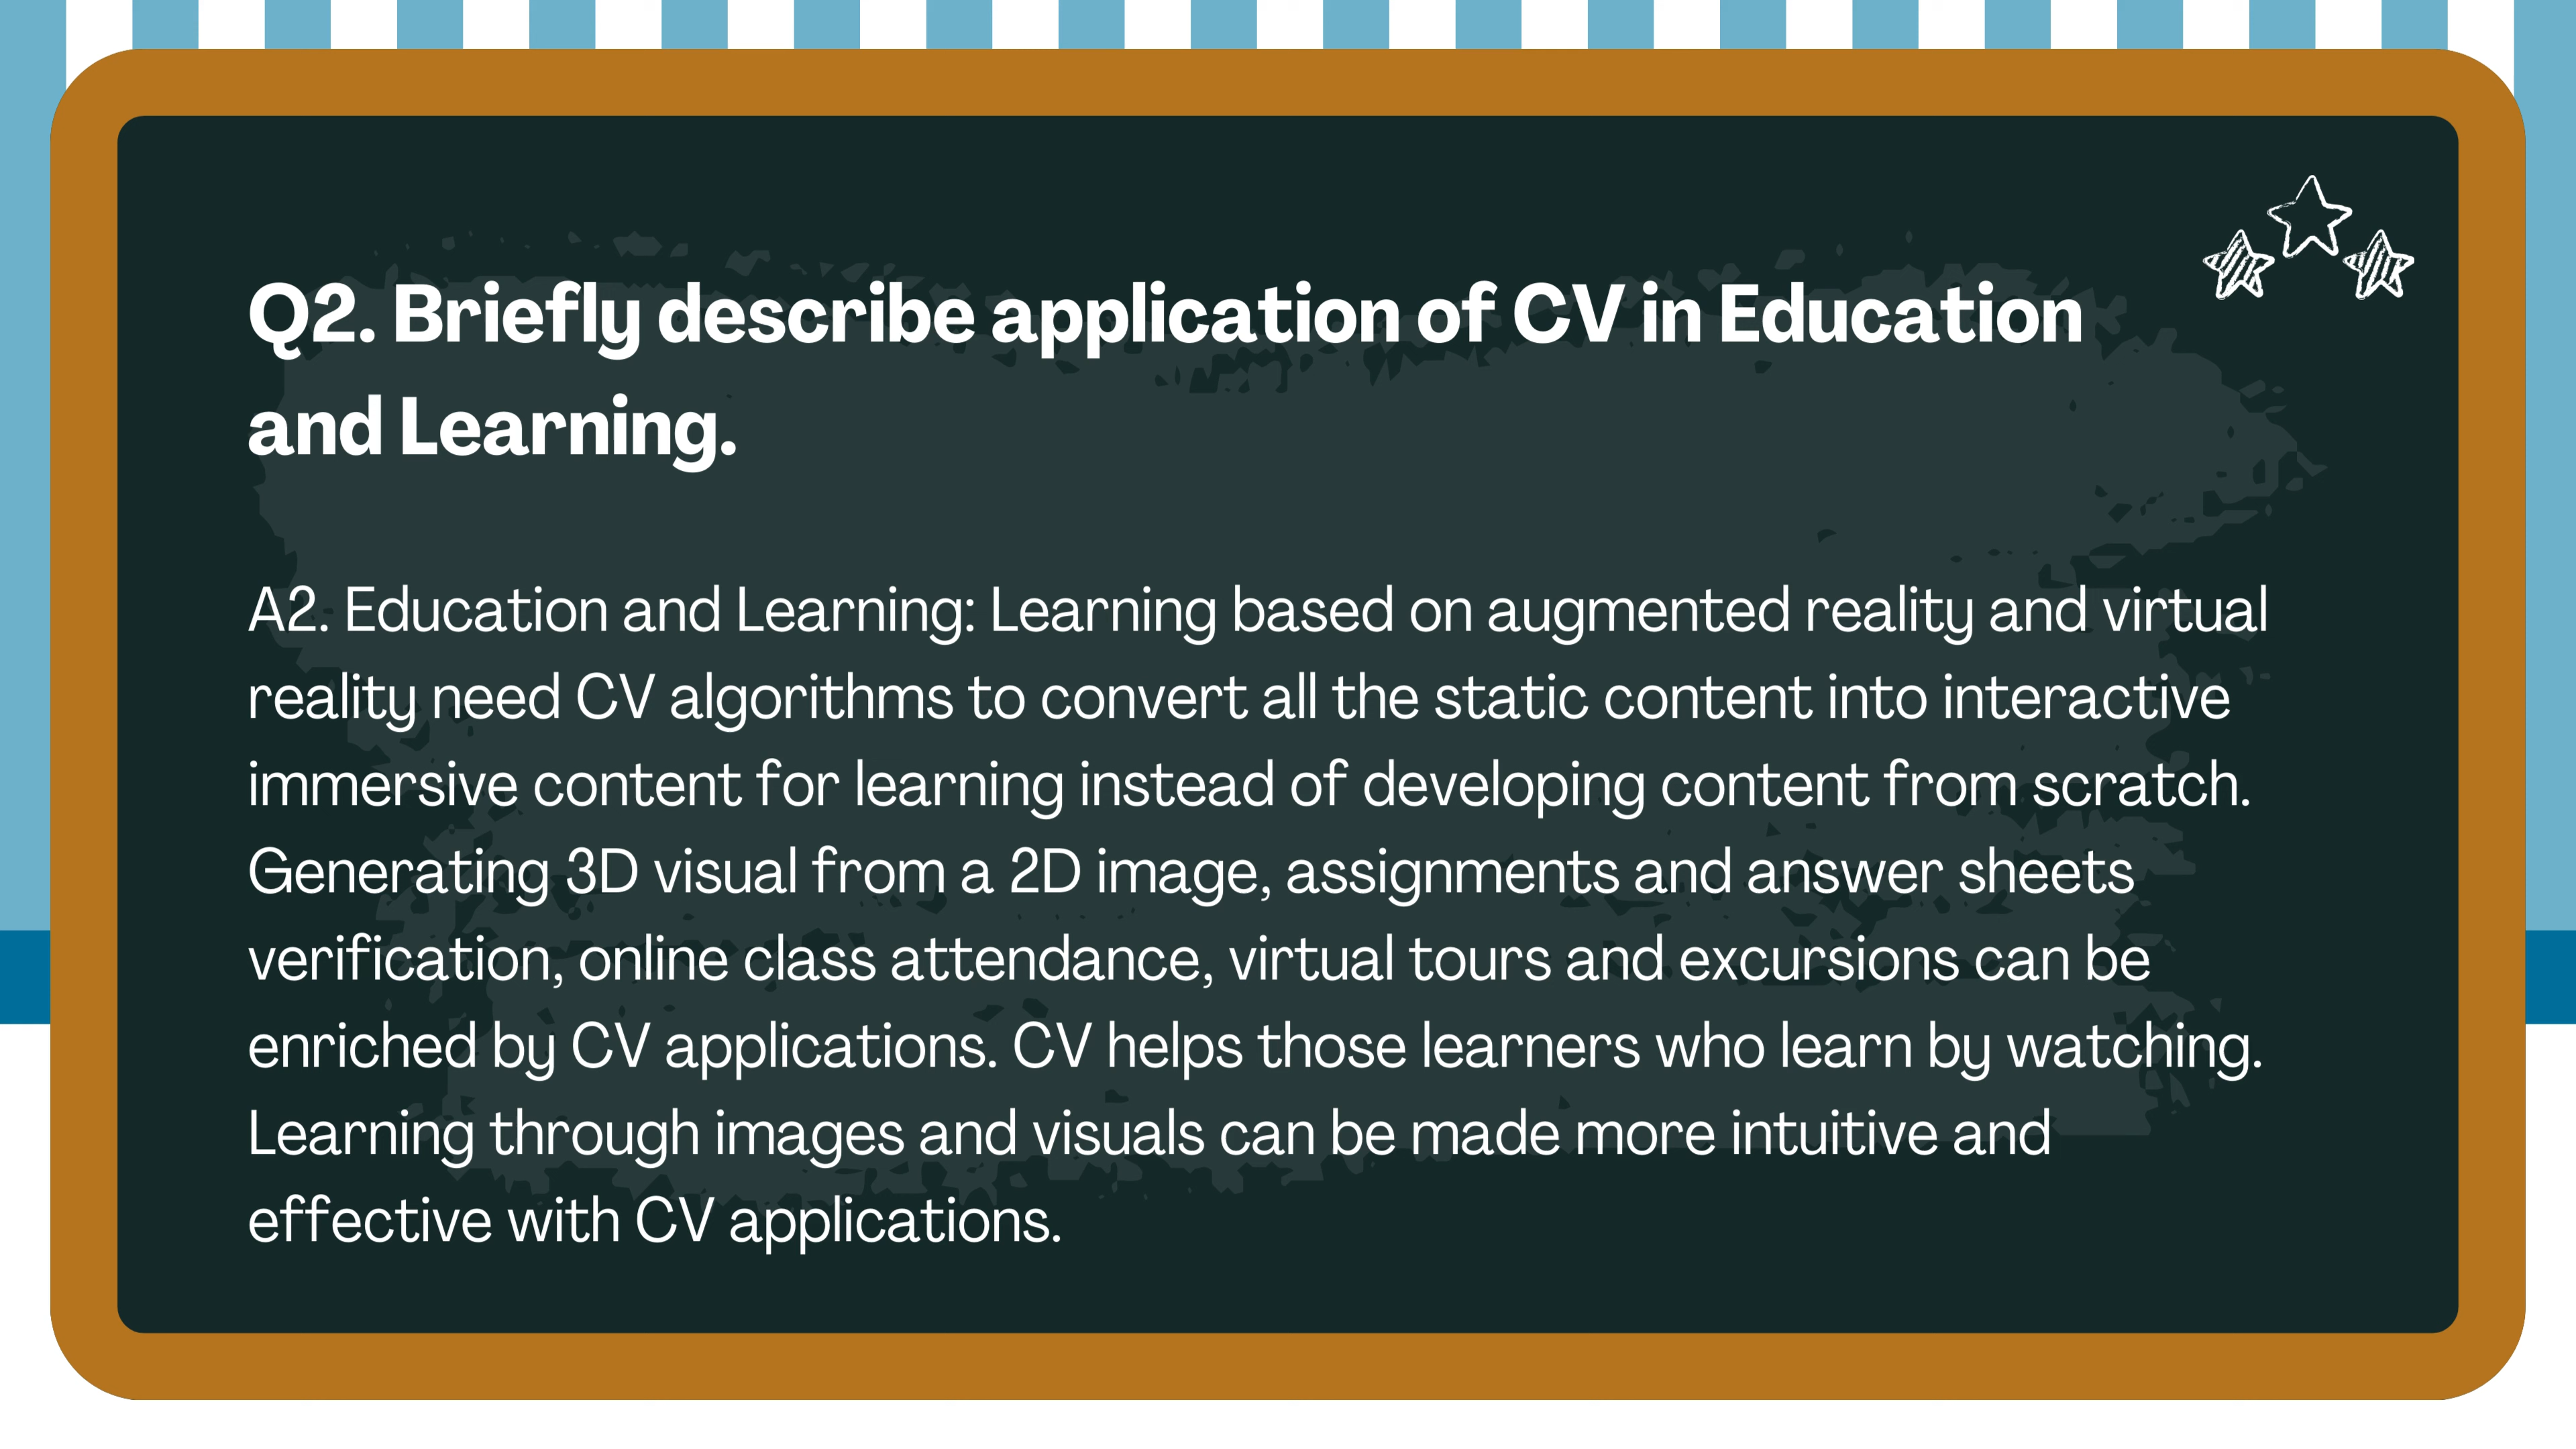 Q2. Briefly describe application of CV in Education
and Learning.
A2. Education and Learning: Learning based on augmented reality and virtual
reality need CV algorithms to convert all the static content into interactive
immersive content for learning instead of developing content from scratch.
Generating 3D visual from a 2D image, assignments and answer sheets
verification, online class attendance, virtual tours and excursions can be
enriched by CV applications. CV helps those learners who learn by watching.
Learning through images and visuals can be made more intuitive and
effective with CV applications.